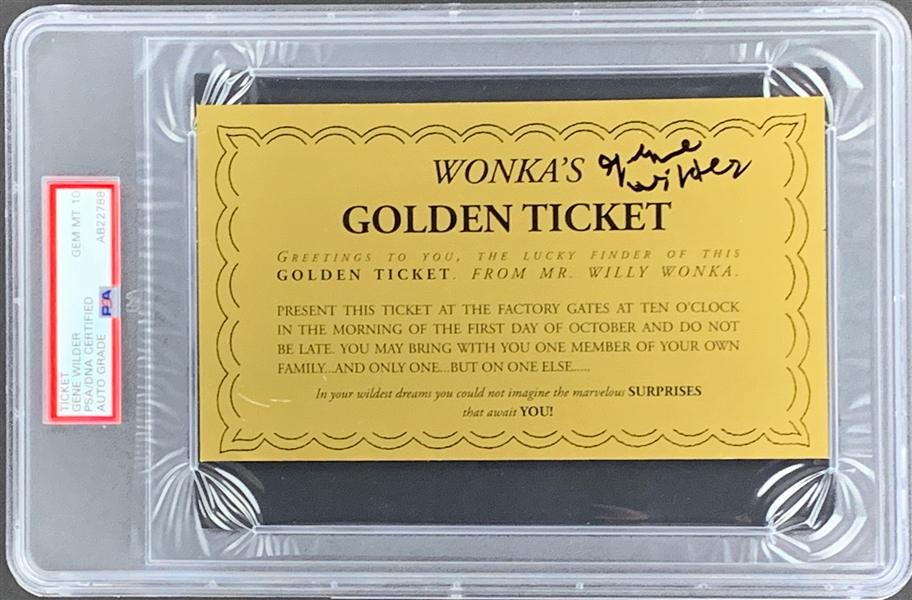 WONKA'S
Gene
Wilder
GOLDEN TICKET
GREETINGS TO YOU, THE LUCKY FINDER OF THIS
GOLDEN TICKET. FROM MR. WILLY WONKA.
PRESENT THIS TICKET AT THE FACTORY GATES AT TEN O'CLOCK
IN THE MORNING OF THE FIRST DAY OF OCTOBER AND DO NOT
BE LATE. YOU MAY BRING WITH YOU ONE MEMBER OF YOUR OWN
FAMILY...AND ONLY ONE...BUT ON ONE ELSE.....,
In your wildest dreams you could not imagine the marvelous SURPRISES
that await YOU!
TICKET
GENE WILDER GEM MT 10
PSA/DNA CERTIFIED
AUTO GRADE PSA AB22788